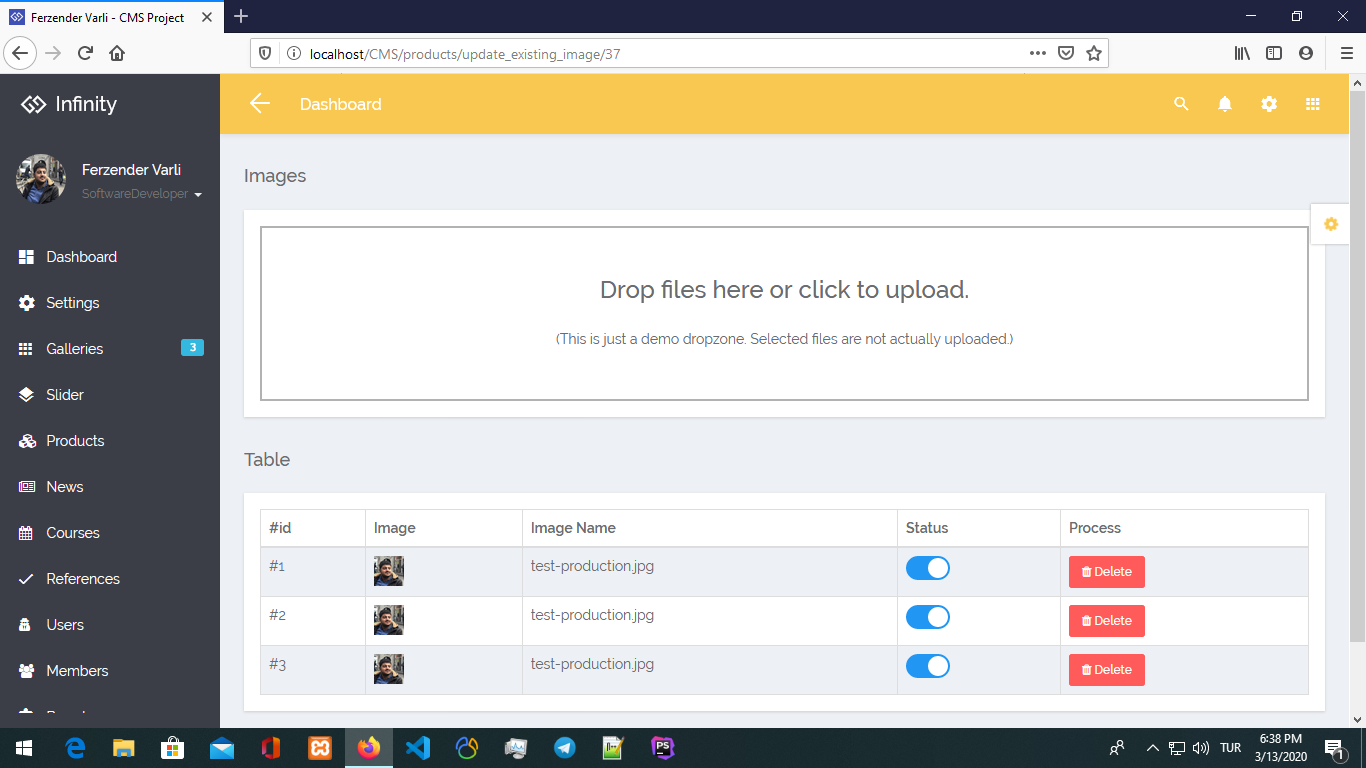 Ferzender Varli - CMS Project
localhost/CMS/products/update_existing_image/37
Infinity
Dashboard
Ferzender Varli
SoftwareDeveloper
Dashboard
Settings
Galleries 3
Slider
Products
News
Courses
References
Users
Members
Images
Drop files here or click to upload.
(This is just a demo dropzone. Selected files are not actually uploaded.)
Table
#id Image Image Name Status Process
#1 test-production.jpg Delete
#2 test-production.jpg Delete
#3 test-production.jpg Delete
PS
TUR
6:38 PM
3/13/2020
1